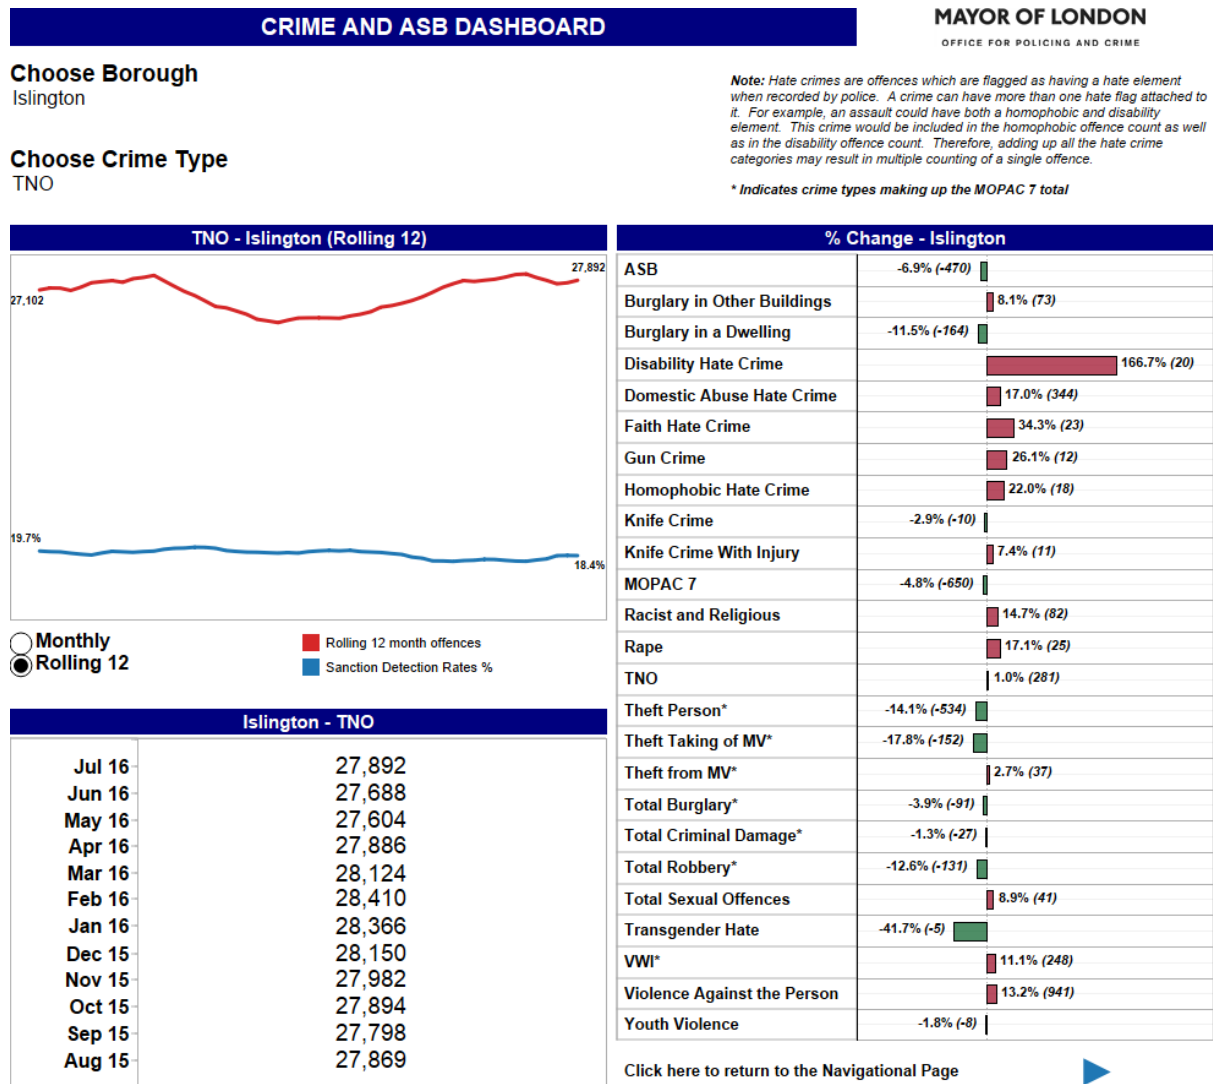 CRIME AND ASB DASHBOARD
MAYOR OF LONDON
OFFICE FOR POLICING AND CRIME
Choose Borough
Islington
Choose Crime Type
TNO
Note: Hate crimes are offences which are flagged as having a hate element
when recorded by police. A crime can have more than one hate flag attached to
it. For example, an assault could have both a homophobic and disability
element. This crime would be included in the homophobic offence count as well
as in the disability offence count. Therefore, adding up all the hate crime
categories may result in multiple counting of a single offence.
* Indicates crime types making up the MOPAC 7 total
TNO - Islington (Rolling 12)
27,102
27,892
19.7%
18.4%
Monthly
Rolling 12
Rolling 12 month offences
Sanction Detection Rates %
Islington - TNO
Jul 16 27,892
Jun 16 27,688
May 16 27,604
Apr 16 27,886
Mar 16 28,124
Feb 16 28,410
Jan 16 28,366
Dec 15 28,150
Nov 15 27,982
Oct 15 27,894
Sep 15 27,798
Aug 15 27,869
% Change - Islington
ASB -6.9% (-470)
Burglary in Other Buildings 8.1% (73)
Burglary in a Dwelling -11.5% (-164)
Disability Hate Crime 166.7% (20)
Domestic Abuse Hate Crime 17.0% (344)
Faith Hate Crime 34.3% (23)
Gun Crime 26.1% (12)
Homophobic Hate Crime 22.0% (18)
Knife Crime -2.9% (-10)
Knife Crime With Injury 7.4% (11)
MOPAC 7 -4.8% (-650)
Racist and Religious 14.7% (82)
Rape 17.1% (25)
TNO 1.0% (281)
Theft Person* -14.1% (-534)
Theft Taking of MV* -17.8% (-152)
Theft from MV* 2.7% (37)
Total Burglary* -3.9% (-91)
Total Criminal Damage* -1.3% (-27)
Total Robbery* -12.6% (-131)
Total Sexual Offences 8.9% (41)
Transgender Hate -41.7% (-5)
VWI* 11.1% (248)
Violence Against the Person 13.2% (941)
Youth Violence -1.8% (-8)
Click here to return to the Navigational Page